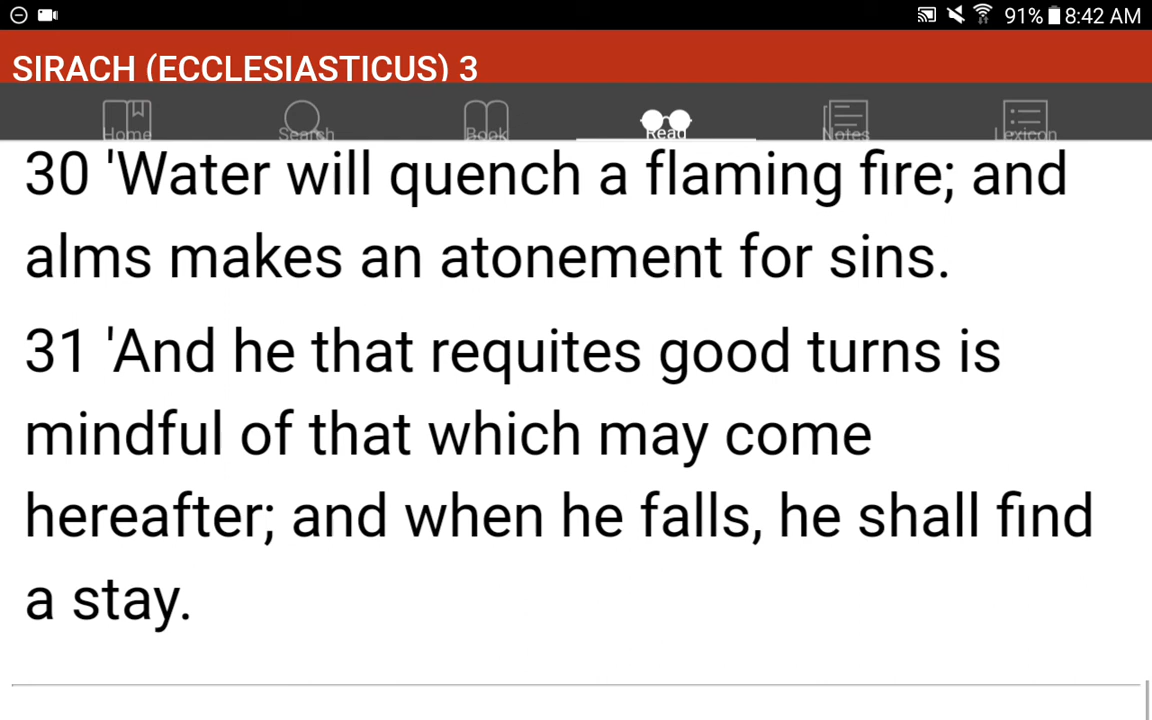 91% 8:42 AM
SIRACH (ECCLESIASTICUS) 3
Home Search Book Read Notes Lexicon
30 'Water will quench a flaming fire; and
alms makes an atonement for sins.
31 'And he that requites good turns is
mindful of that which may come
hereafter; and when he falls, he shall find
a stay.